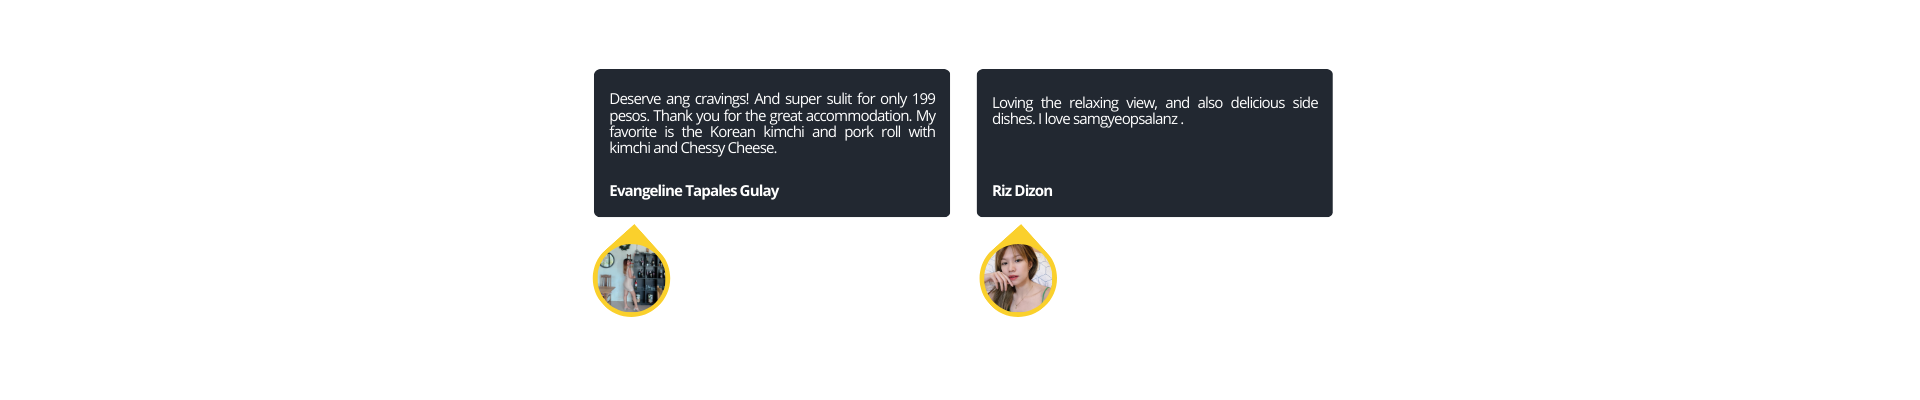 Deserve ang cravings! And super sulit for only 199
pesos. Thank you for the great accommodation. My
favorite is the Korean kimchi and pork roll with
kimchi and Chessy Cheese.
Evangeline Tapales Gulay
Loving the relaxing view, and also delicious side
dishes. I love samgyeopsalanz .
Riz Dizon